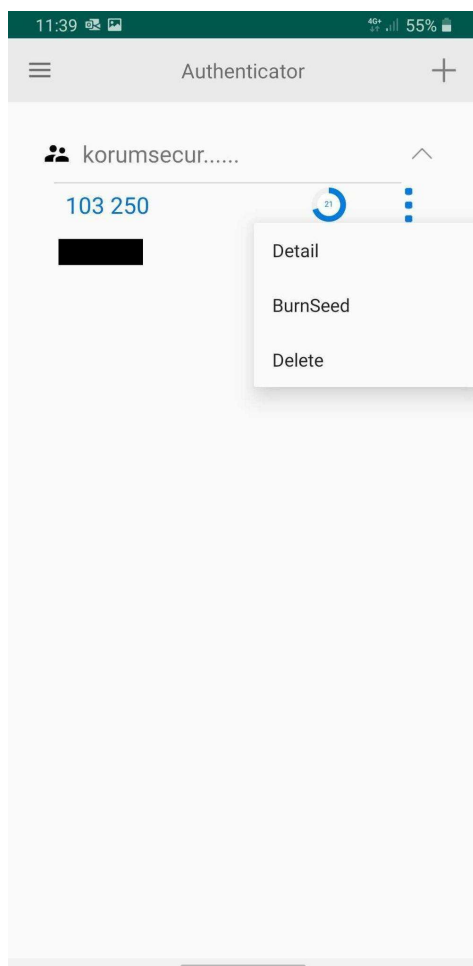 11:39 4G+ 55%
Authenticator
korumsecur......
103 250 21
Detail
BurnSeed
Delete